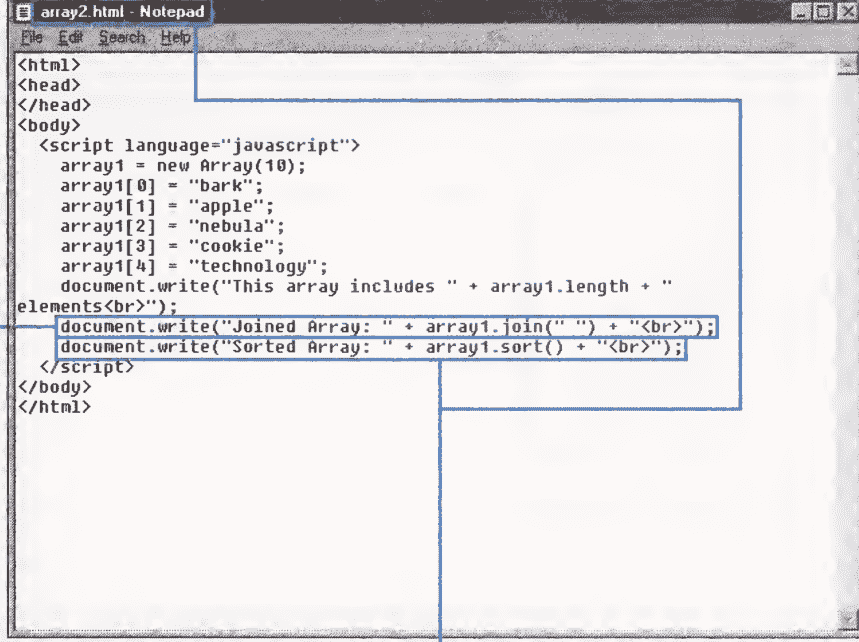 array2.html - Notepad
File Edit Search Help
<html>
<head>
</head>
<body>
  <script language="javascript">
    array1 = new Array(10);
    array1[0] = "bark";
    array1[1] = "apple";
    array1[2] = "nebula";
    array1[3] = "cookie";
    array1[4] = "technology";
    document.write("This array includes " + array1.length + "
elements<br>");
    document.write("Joined Array: " + array1.join(" ") + "<br>");
    document.write("Sorted Array: " + array1.sort() + "<br>");
  </script>
</body>
</html>